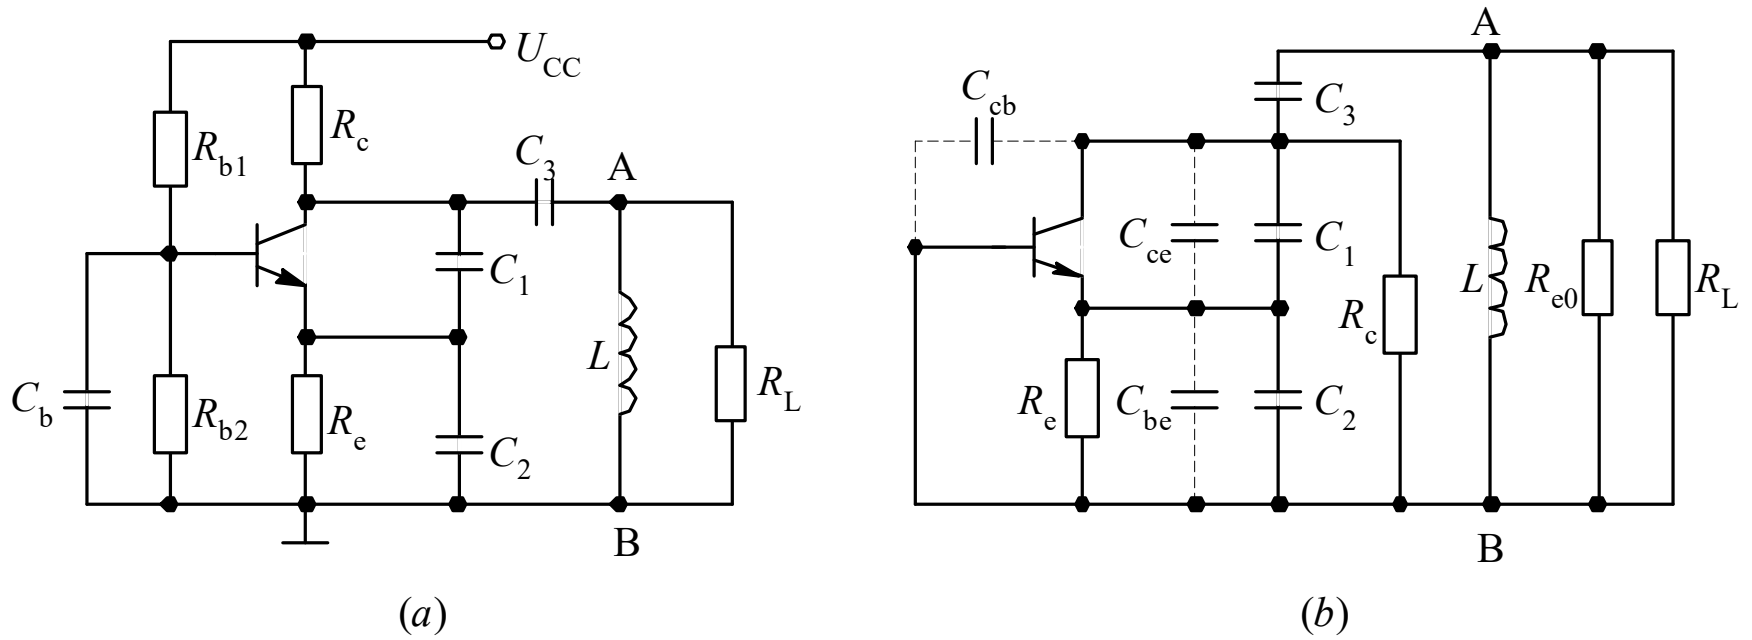 U_CC
R_b1
R_c
C_3
A
C_1
L
C_b
R_b2
R_e
C_2
R_L
B
(a)
A
C_cb
C_3
C_ce
C_1
L
R_e0
R_L
R_c
R_e
C_be
C_2
B
(b)